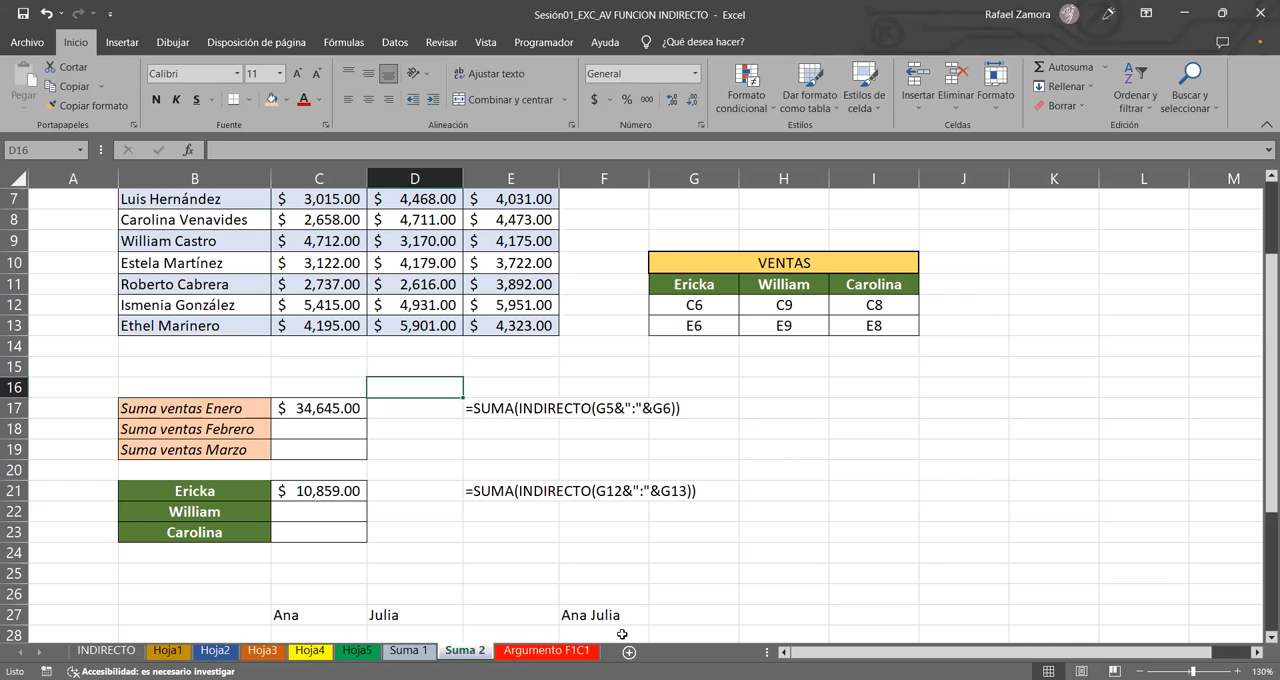 Sesión01_EXC_AV FUNCION INDIRECTO - Excel
Rafael Zamora
Archivo Inicio Insertar Dibujar Disposición de página Fórmulas Datos Revisar Vista Programador Ayuda ¿Qué desea hacer?
Pegar
Cortar
Copiar
Copiar formato
Portapapeles
Calibri 11
N K S
Fuente
Ajustar texto
Combinar y centrar
Alineación
General
$ % 000
Número
Formato condicional
Dar formato como tabla
Estilos de celda
Estilos
Insertar Eliminar Formato
Celdas
Autosuma
Rellenar
Borrar
Ordenar y filtrar
Buscar y seleccionar
Edición
D16 fx
A B C D E F G H I J K L M
7 Luis Hernández $ 3,015.00 $ 4,468.00 $ 4,031.00
8 Carolina Venavides $ 2,658.00 $ 4,711.00 $ 4,473.00
9 William Castro $ 4,712.00 $ 3,170.00 $ 4,175.00
10 Estela Martínez $ 3,122.00 $ 4,179.00 $ 3,722.00 VENTAS
11 Roberto Cabrera $ 2,737.00 $ 2,616.00 $ 3,892.00 Ericka William Carolina
12 Ismenia González $ 5,415.00 $ 4,931.00 $ 5,951.00 C6 C9 C8
13 Ethel Marinero $ 4,195.00 $ 5,901.00 $ 4,323.00 E6 E9 E8
14
15
16
17 Suma ventas Enero $ 34,645.00 =SUMA(INDIRECTO(G5&":"&G6))
18 Suma ventas Febrero
19 Suma ventas Marzo
20
21 Ericka $ 10,859.00 =SUMA(INDIRECTO(G12&":"&G13))
22 William
23 Carolina
24
25
26
27 Ana Julia Ana Julia
28
INDIRECTO Hoja1 Hoja2 Hoja3 Hoja4 Hoja5 Suma 1 Suma 2 Argumento F1C1
Listo Accesibilidad: es necesario investigar 130%